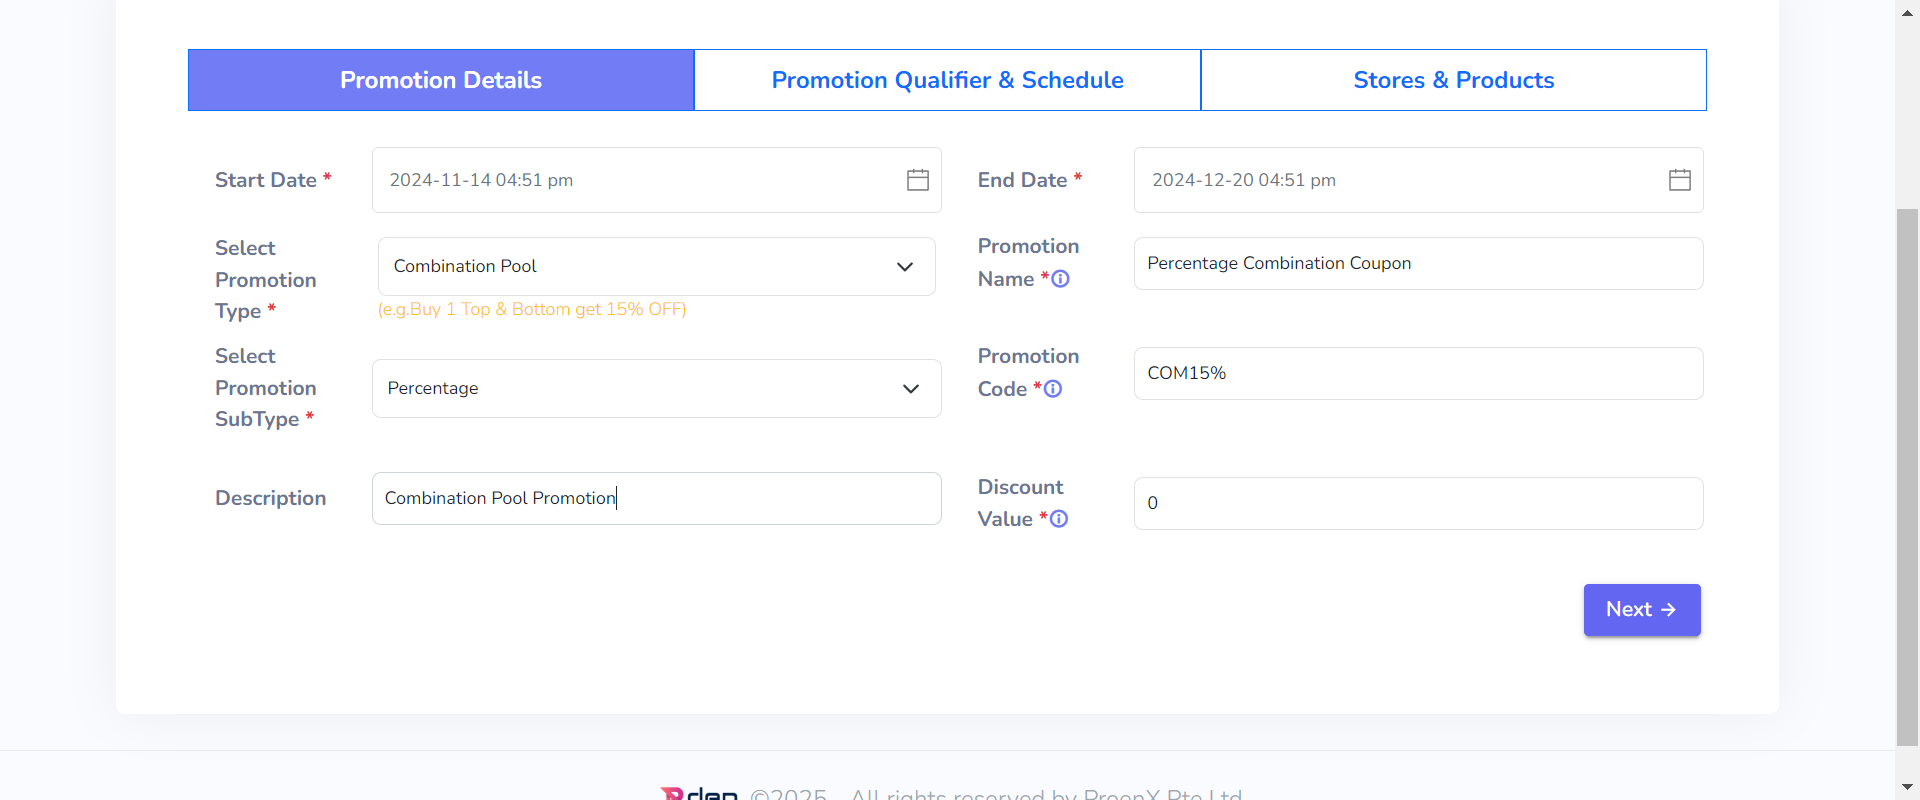 Promotion Details
Promotion Qualifier & Schedule
Stores & Products
Start Date *
2024-11-14 04:51 pm
End Date *
2024-12-20 04:51 pm
Select
Promotion
Type *
Combination Pool
(e.g.Buy 1 Top & Bottom get 15% OFF)
Promotion
Name *
Percentage Combination Coupon
Select
Promotion
SubType *
Percentage
Promotion
Code *
COM15%
Description
Combination Pool Promotion
Discount
Value *
0
Next →
©2025 All rights reserved by PreenX Pte Ltd